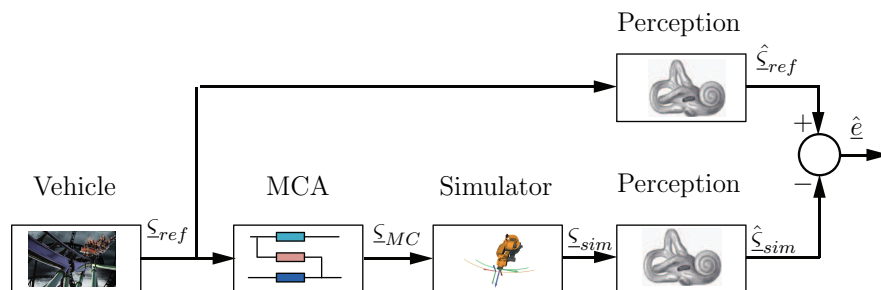 Perception
ς̂_ref
+
ê
Vehicle
MCA
Simulator
Perception
−
ς_ref
ς_MC
ς_sim
ς̂_sim